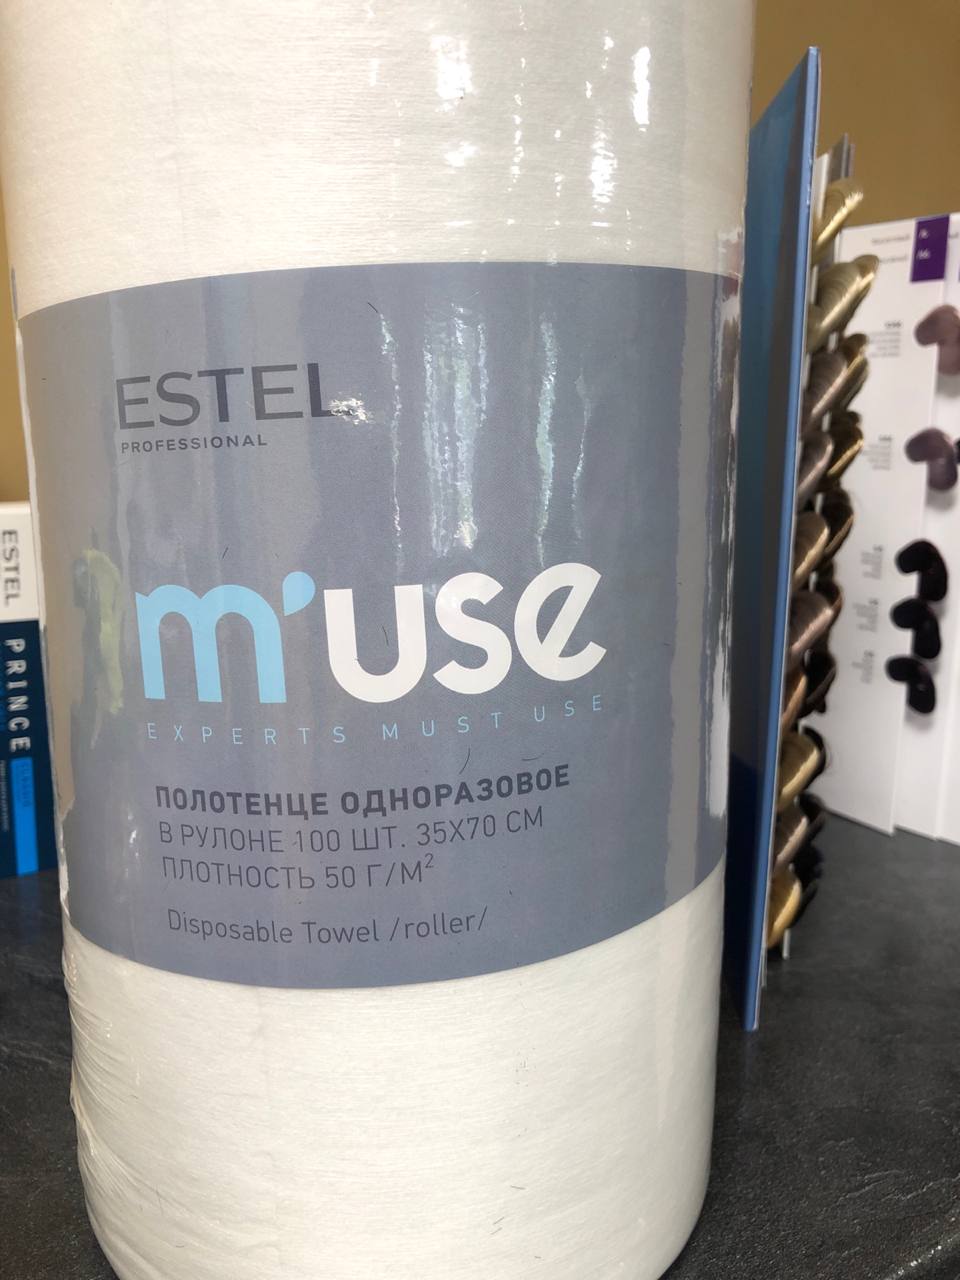 ESTEL
PROFESSIONAL
m'use
EXPERTS MUST USE
ПОЛОТЕНЦЕ ОДНОРАЗОВОЕ
В РУЛОНЕ 100 ШТ. 35Х70 СМ
ПЛОТНОСТЬ 50 Г/М²
Disposable Towel /roller/
ESTEL
PRINCE